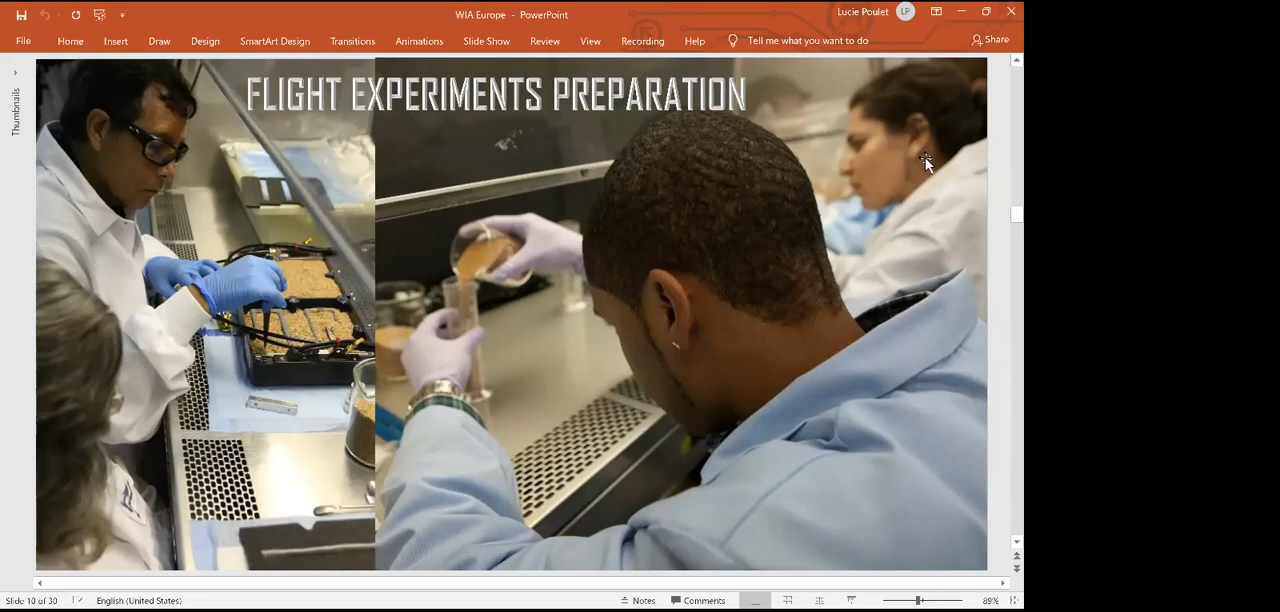 WIA Europe - PowerPoint
Lucie Poulet
LP
File Home Insert Draw Design SmartArt Design Transitions Animations Slide Show Review View Recording Help Tell me what you want to do Share
Thumbnails
FLIGHT EXPERIMENTS PREPARATION
Slide 10 of 30 English (United States) Notes Comments 89%